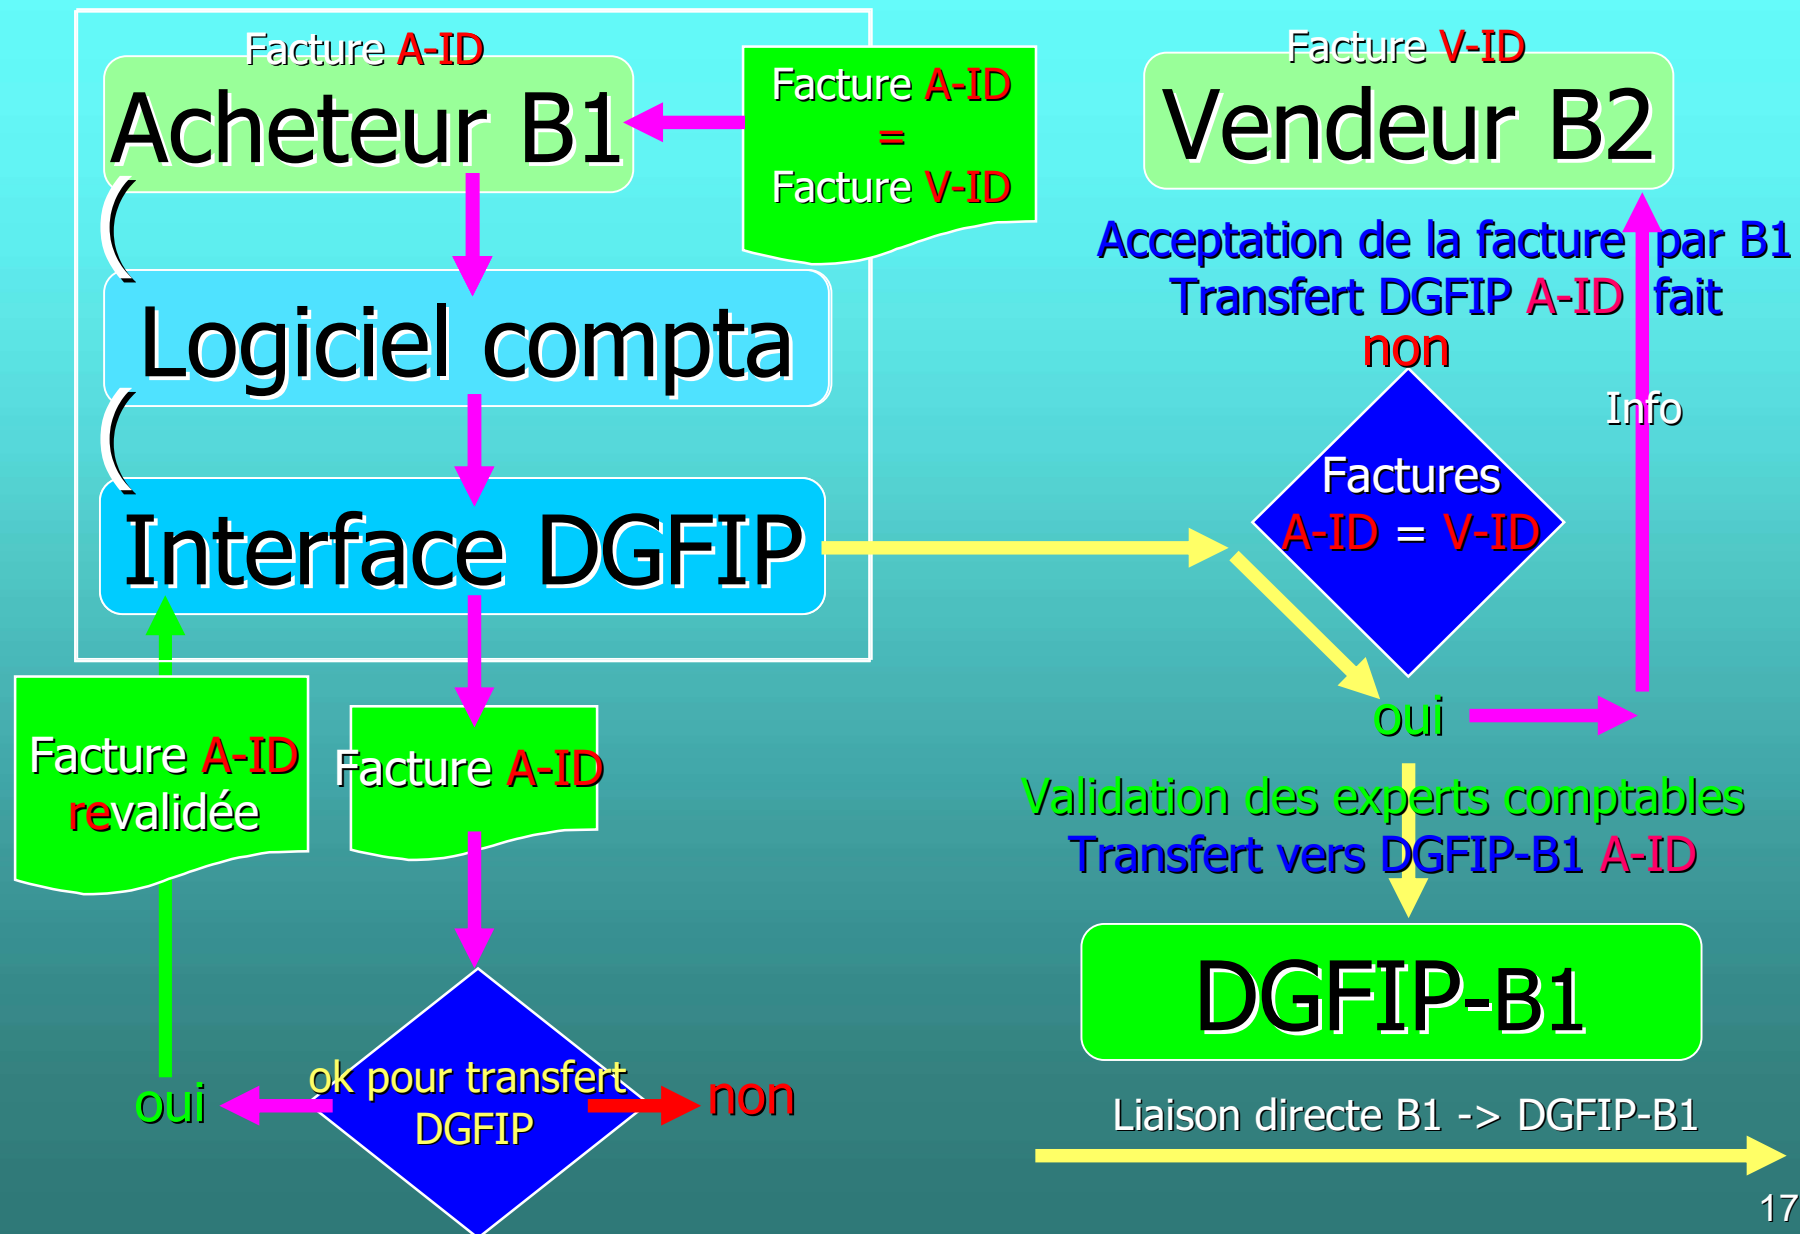 Facture A-ID
Acheteur B1
(
Logiciel compta
(
Interface DGFIP
Facture A-ID
=
Facture V-ID
Facture V-ID
Vendeur B2
Acceptation de la facture par B1
Transfert DGFIP A-ID fait
non
Info
Factures
A-ID = V-ID
oui
Validation des experts comptables
Transfert vers DGFIP-B1 A-ID
DGFIP-B1
Liaison directe B1 -> DGFIP-B1
Facture A-ID
revalidée
Facture A-ID
ok pour transfert
DGFIP
oui
non
17